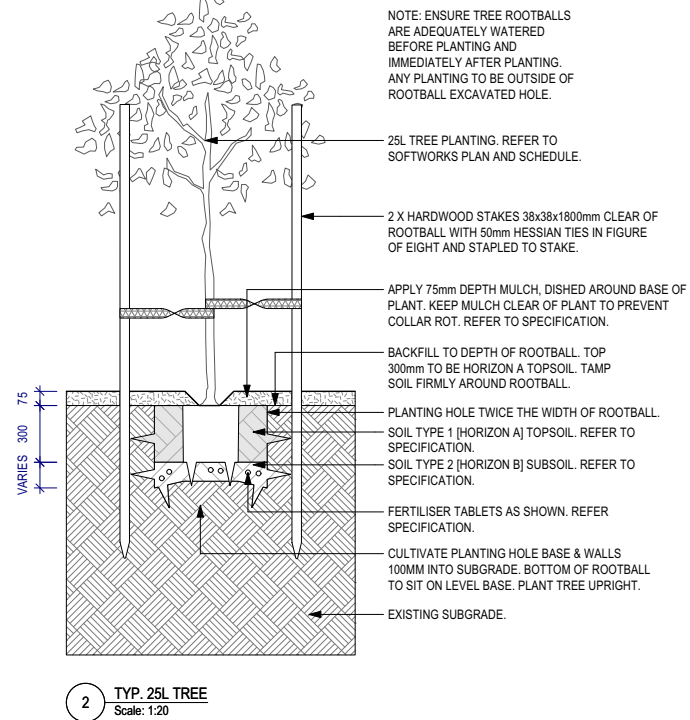 NOTE: ENSURE TREE ROOTBALLS
ARE ADEQUATELY WATERED
BEFORE PLANTING AND
IMMEDIATELY AFTER PLANTING.
ANY PLANTING TO BE OUTSIDE OF
ROOTBALL EXCAVATED HOLE.
25L TREE PLANTING. REFER TO
SOFTWORKS PLAN AND SCHEDULE.
2 X HARDWOOD STAKES 38x38x1800mm CLEAR OF
ROOTBALL WITH 50mm HESSIAN TIES IN FIGURE
OF EIGHT AND STAPLED TO STAKE.
APPLY 75mm DEPTH MULCH, DISHED AROUND BASE OF
PLANT. KEEP MULCH CLEAR OF PLANT TO PREVENT
COLLAR ROT. REFER TO SPECIFICATION.
BACKFILL TO DEPTH OF ROOTBALL. TOP
300mm TO BE HORIZON A TOPSOIL. TAMP
SOIL FIRMLY AROUND ROOTBALL.
PLANTING HOLE TWICE THE WIDTH OF ROOTBALL.
SOIL TYPE 1 [HORIZON A] TOPSOIL. REFER TO
SPECIFICATION.
SOIL TYPE 2 [HORIZON B] SUBSOIL. REFER TO
SPECIFICATION.
FERTILISER TABLETS AS SHOWN. REFER
SPECIFICATION.
CULTIVATE PLANTING HOLE BASE & WALLS
100MM INTO SUBGRADE. BOTTOM OF ROOTBALL
TO SIT ON LEVEL BASE. PLANT TREE UPRIGHT.
EXISTING SUBGRADE.
75
300
VARIES
2
TYP. 25L TREE
Scale: 1:20